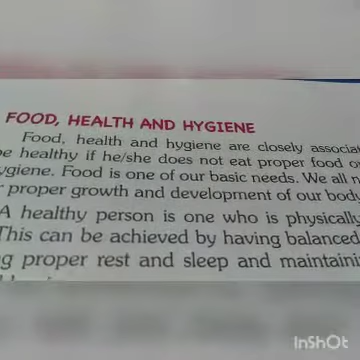 FOOD, HEALTH AND HYGIENE
Food, health and hygiene are closely associat
be healthy if he/she does not eat proper food o
ygiene. Food is one of our basic needs. We all n
r proper growth and development of our body
A healthy person is one who is physically
This can be achieved by having balanced
g proper rest and sleep and maintaini
InShOt